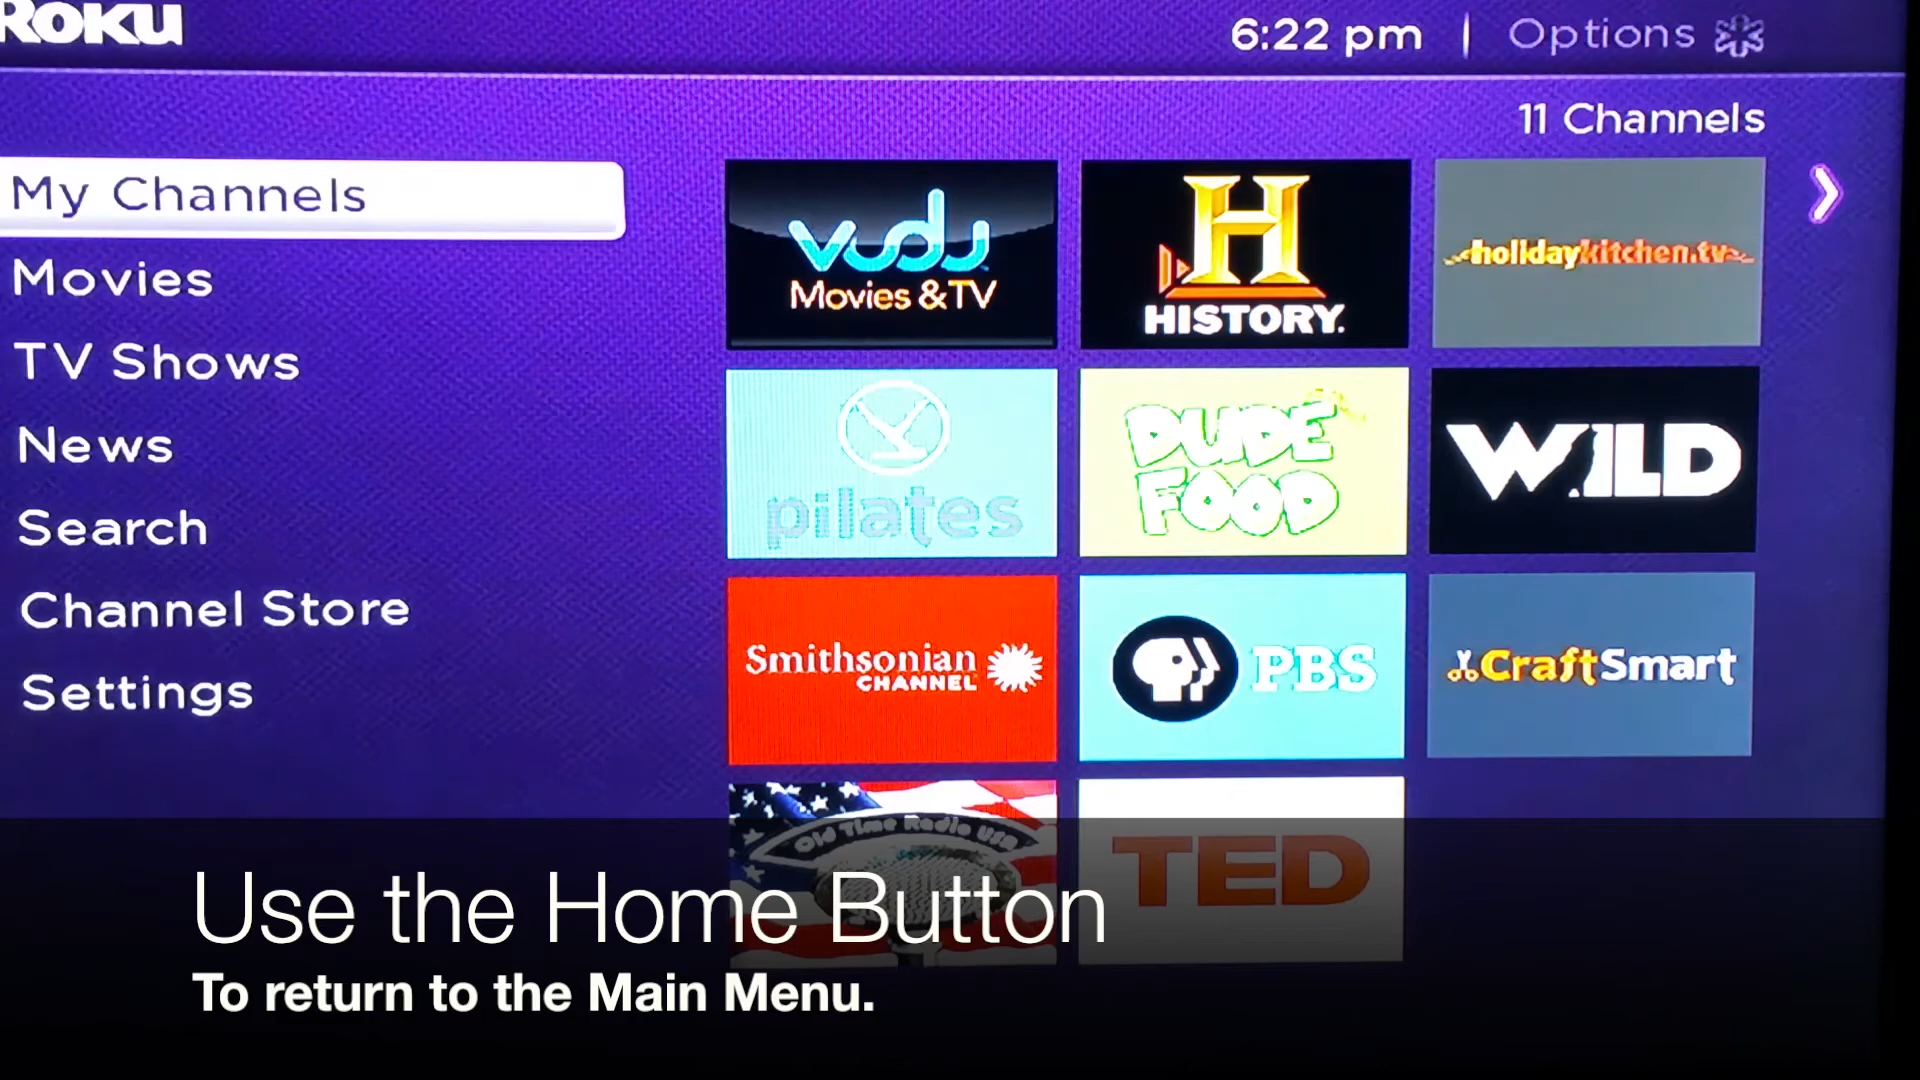 ROKU
6:22 pm | Options
11 Channels
My Channels
Movies
TV Shows
News
Search
Channel Store
Settings
vudu
Movies & TV
H
HISTORY.
holidaykitchen.tv
pilates
DUDE
FOOD
WILD
Smithsonian
CHANNEL
PBS
CraftSmart
Old Time Radio USA
TED
Use the Home Button
To return to the Main Menu.